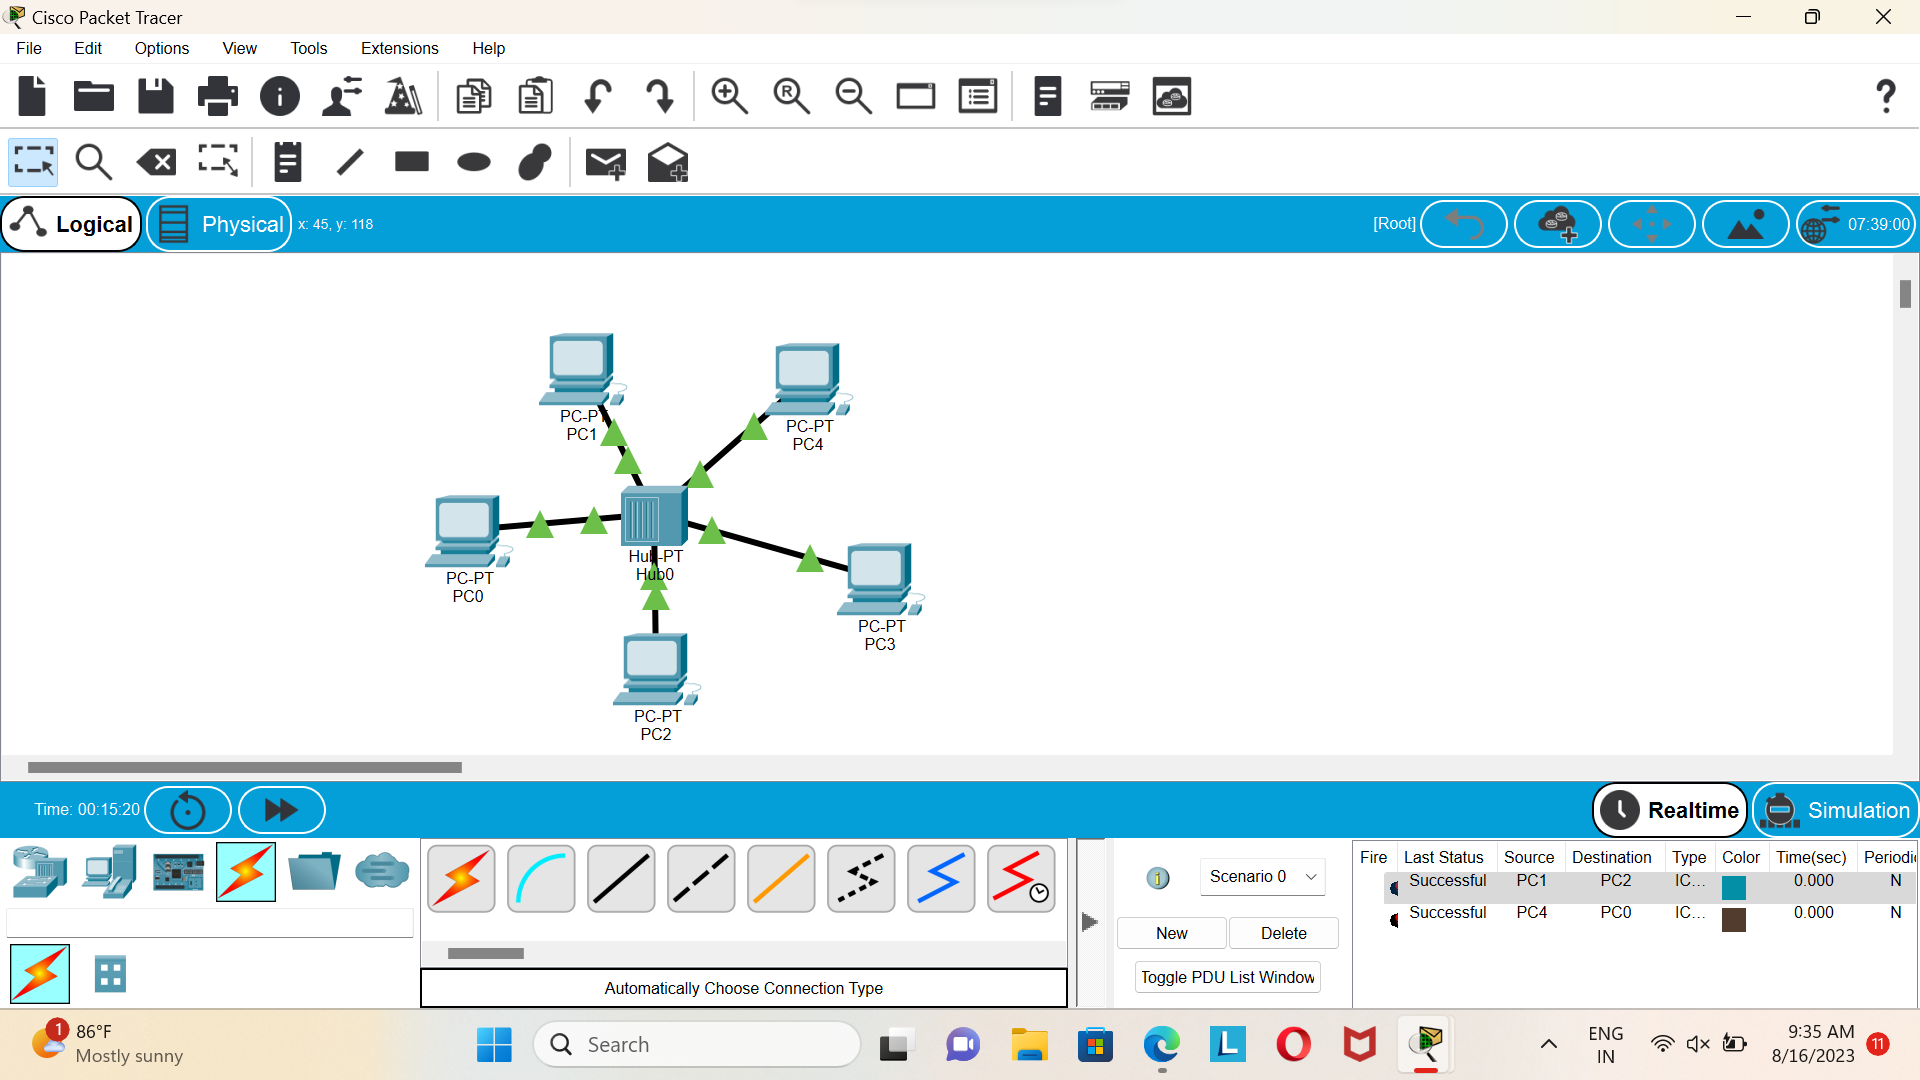 Cisco Packet Tracer
File Edit Options View Tools Extensions Help
Logical Physical x: 45, y: 118 [Root] 07:39:00
PC-PT
PC1
PC-PT
PC4
PC-PT
PC0
Hub-PT
Hub0
PC-PT
PC3
PC-PT
PC2
Time: 00:15:20 Realtime Simulation
Scenario 0
New Delete
Toggle PDU List Window
Automatically Choose Connection Type
Fire Last Status Source Destination Type Color Time(sec) Periodic
Successful PC1 PC2 IC... 0.000 N
Successful PC4 PC0 IC... 0.000 N
1 86°F
Mostly sunny
Search
ENG
IN
9:35 AM
8/16/2023
11